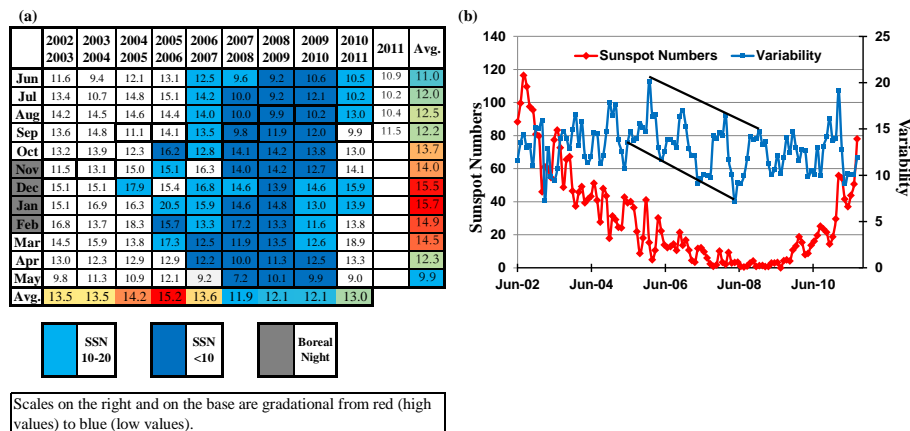 (a)
2002 2003 2004 2005 2006 2007 2008 2009 2010 2011 Avg.
2003 2004 2005 2006 2007 2008 2009 2010 2011
Jun 11.6 9.4 12.1 13.1 12.5 9.6 9.2 10.6 10.5 10.9 11.0
Jul 13.4 10.7 14.8 15.1 14.2 10.0 9.2 12.1 10.2 10.2 12.0
Aug 14.2 14.5 14.6 14.4 14.0 9.9 9.9 10.2 13.0 10.4 12.5
Sep 13.6 14.8 11.1 14.1 13.5 9.8 11.9 12.0 9.9 11.5 12.2
Oct 13.2 13.9 12.3 16.2 12.8 14.1 14.2 13.8 13.0 13.7
Nov 11.5 13.1 15.0 15.1 16.3 14.0 14.2 12.7 14.1 14.0
Dec 15.1 15.1 17.9 15.4 16.8 14.6 13.9 14.6 15.9 15.5
Jan 15.1 16.9 16.3 20.5 15.9 14.6 14.8 13.0 13.9 15.7
Feb 16.8 13.7 18.3 15.7 13.3 17.2 13.3 11.6 13.8 14.9
Mar 14.5 15.9 13.8 17.3 12.5 11.9 13.5 12.6 18.9 14.5
Apr 13.0 12.3 12.9 12.9 12.2 10.0 11.3 12.5 13.3 12.3
May 9.8 11.3 10.9 12.1 9.2 7.2 10.1 9.9 9.0 9.9
Avg. 13.5 13.5 14.2 15.2 13.6 11.9 12.1 12.1 13.0
SSN
10-20
SSN
<10
Boreal
Night
Scales on the right and on the base are gradational from red (high
values) to blue (low values).
(b)
Sunspot Numbers Variability
Sunspot Numbers
140
120
100
80
60
40
20
0
25
20
15
10
5
0
Jun-02 Jun-04 Jun-06 Jun-08 Jun-10